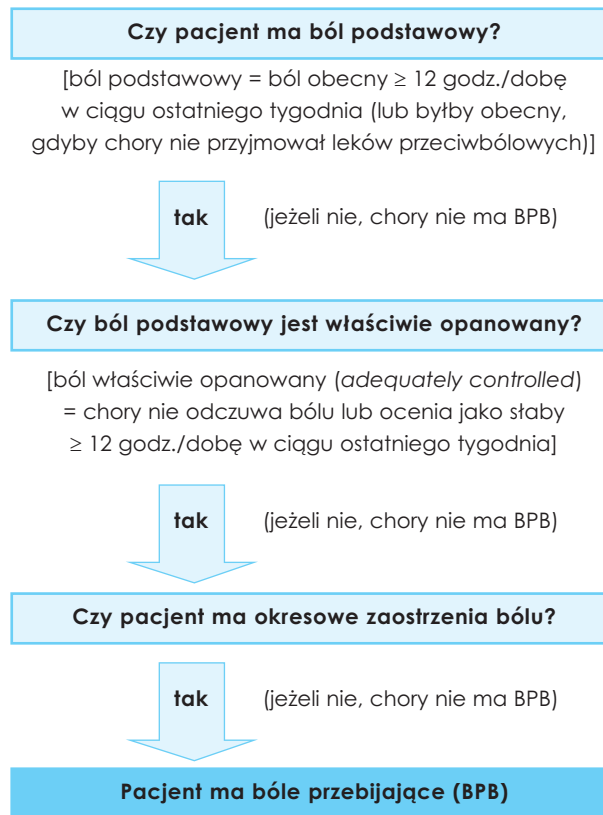 Czy pacjent ma ból podstawowy?
[ból podstawowy = ból obecny ≥ 12 godz./dobę
w ciągu ostatniego tygodnia (lub byłby obecny,
gdyby chory nie przyjmował leków przeciwbólowych)]
tak (jeżeli nie, chory nie ma BPB)
Czy ból podstawowy jest właściwie opanowany?
[ból właściwie opanowany (adequately controlled)
= chory nie odczuwa bólu lub ocenia jako słaby
≥ 12 godz./dobę w ciągu ostatniego tygodnia]
tak (jeżeli nie, chory nie ma BPB)
Czy pacjent ma okresowe zaostrzenia bólu?
tak (jeżeli nie, chory nie ma BPB)
Pacjent ma bóle przebijające (BPB)